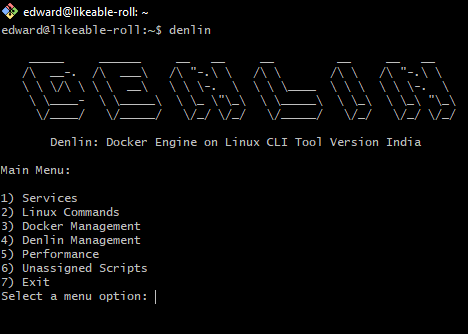 edward@likeable-roll: ~
edward@likeable-roll:~$ denlin
DENLIN
Denlin: Docker Engine on Linux CLI Tool Version India
Main Menu:
1) Services
2) Linux Commands
3) Docker Management
4) Denlin Management
5) Performance
6) Unassigned Scripts
7) Exit
Select a menu option: